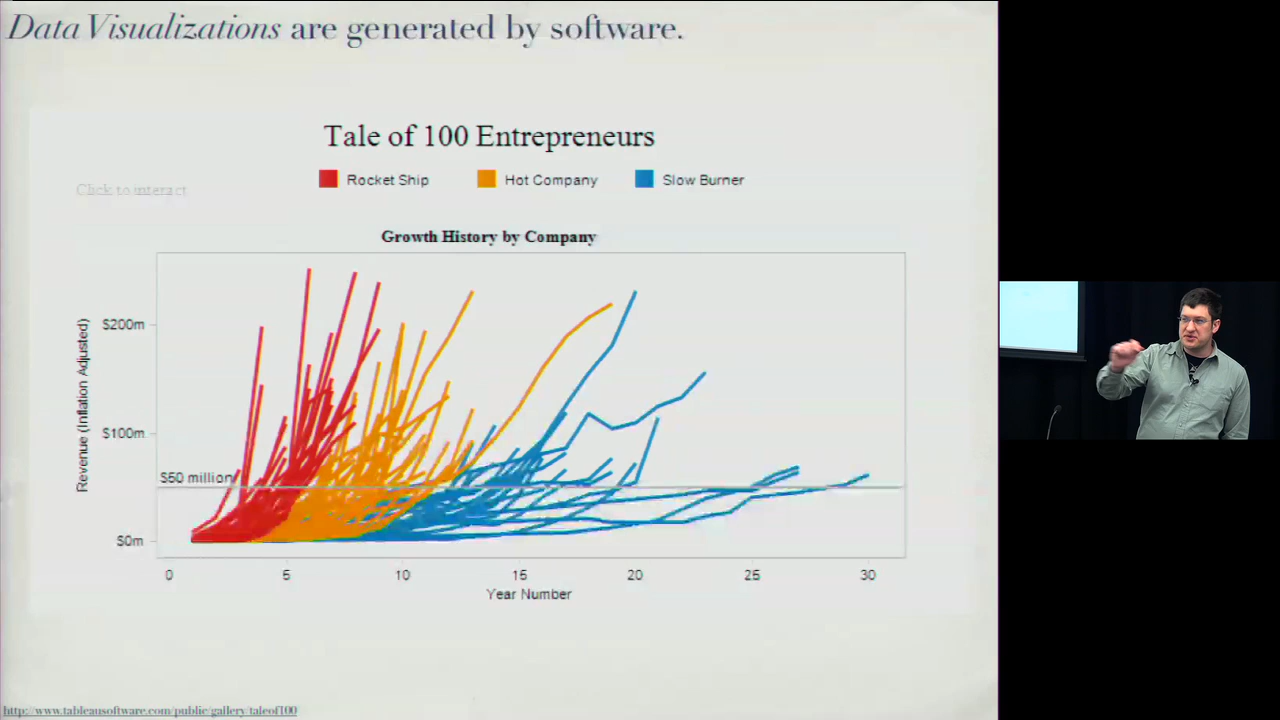 Data Visualizations are generated by software.
Tale of 100 Entrepreneurs
Rocket Ship Hot Company Slow Burner
Click to interact
Growth History by Company
Revenue (Inflation Adjusted)
$200m
$100m
$50 million
$0m
0 5 10 15 20 25 30
Year Number
http://www.tableausoftware.com/public/gallery/taleof100